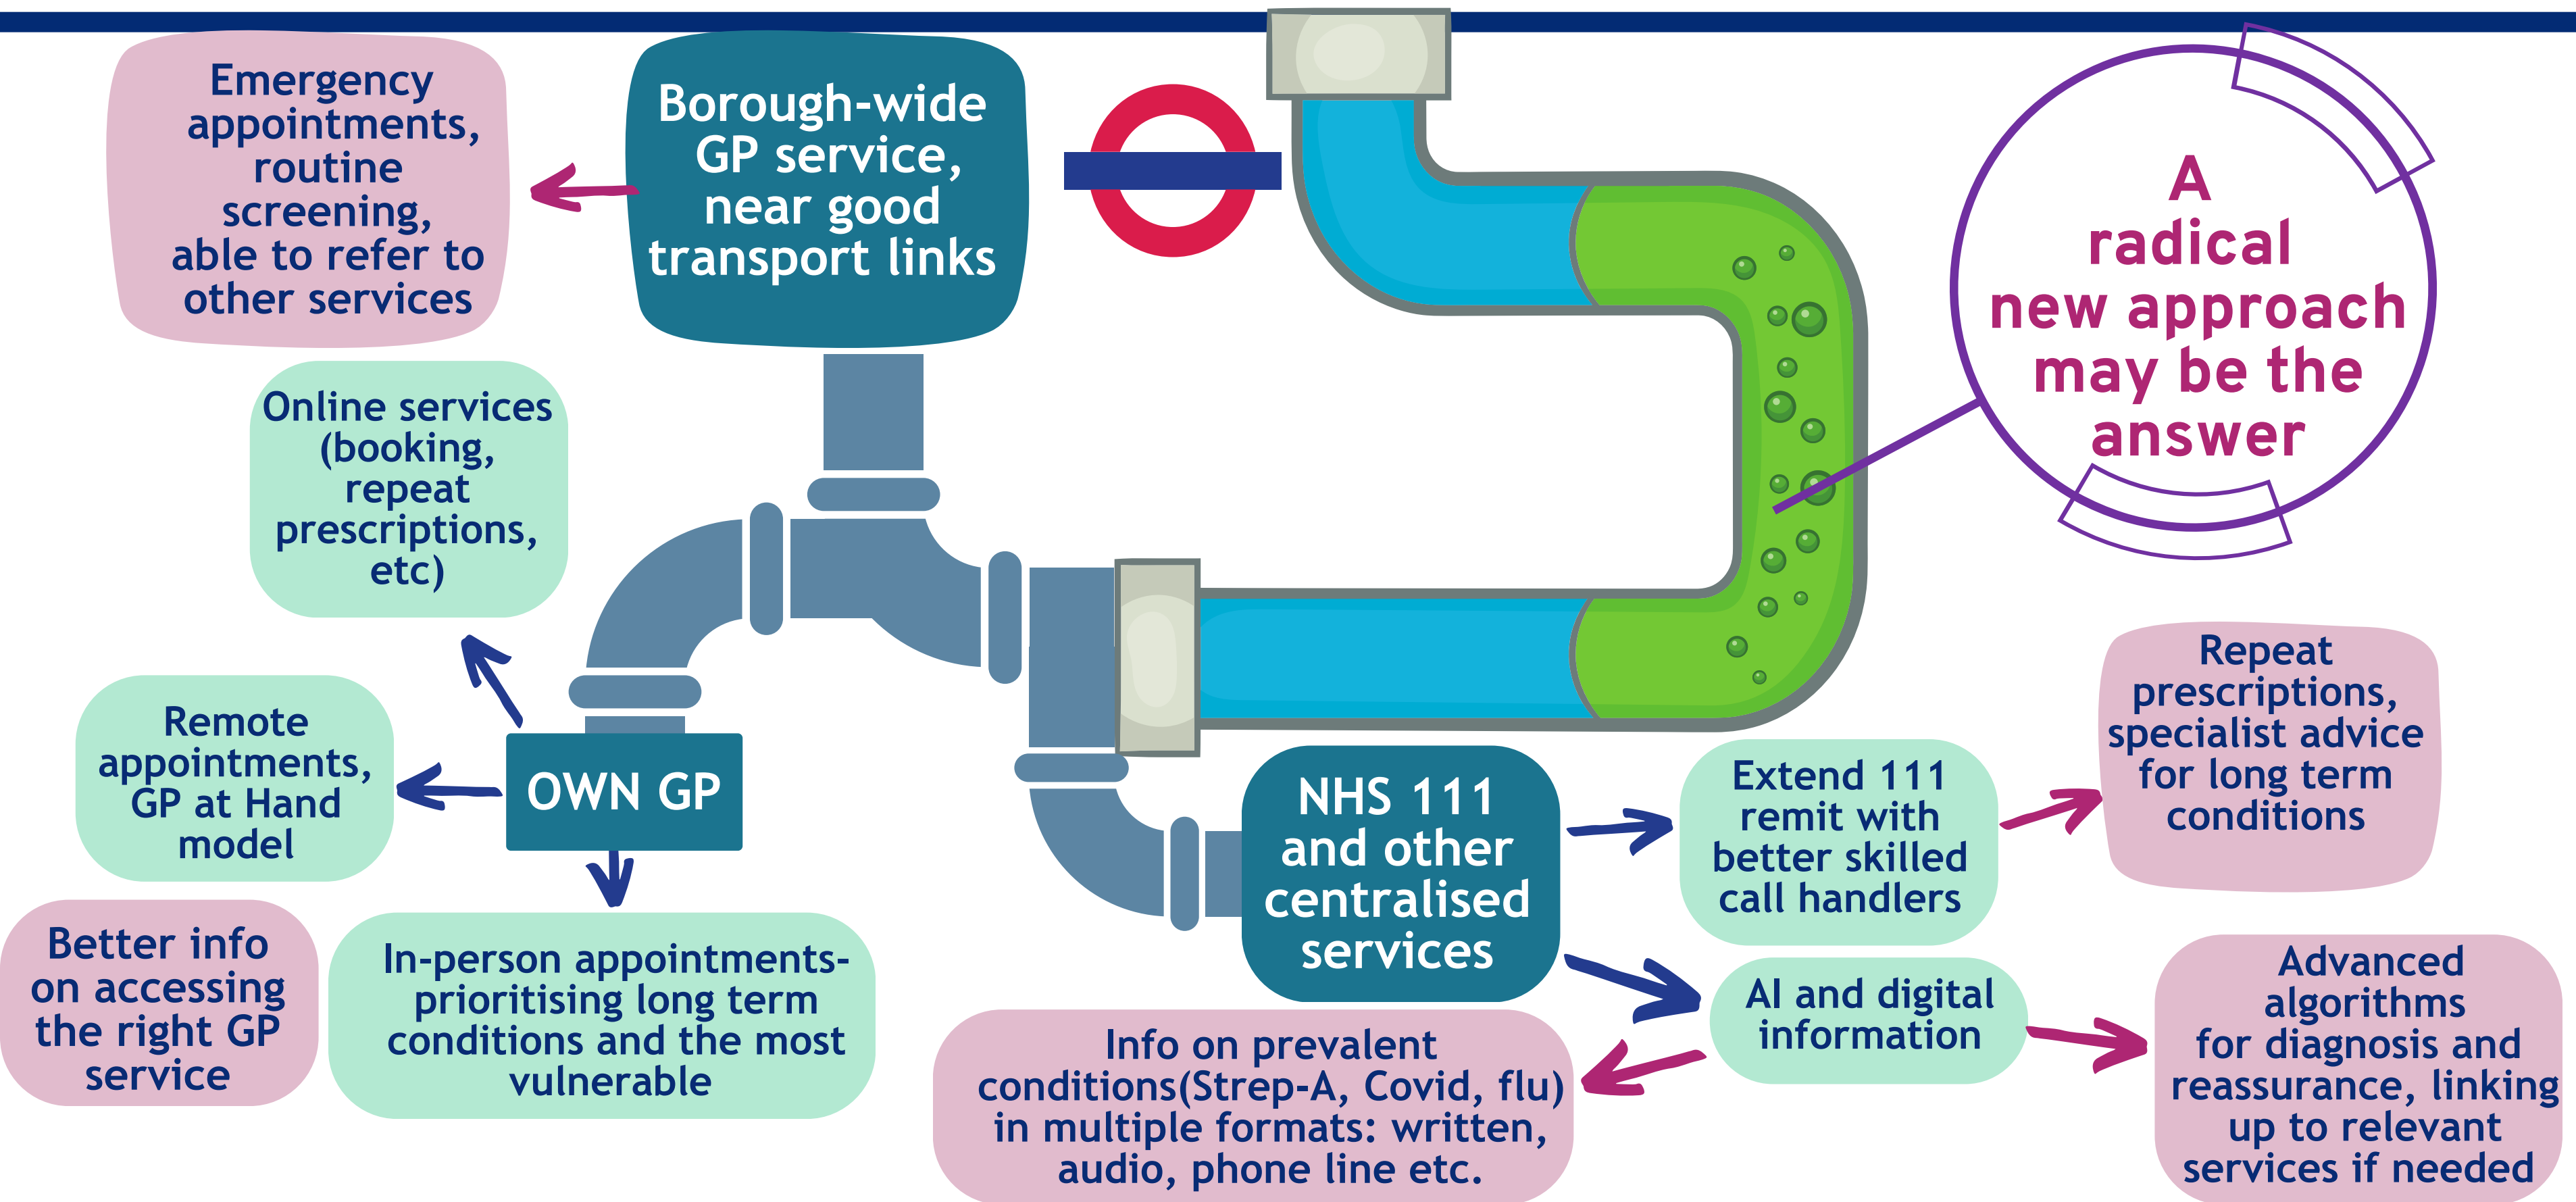 Emergency
appointments,
routine
screening,
able to refer to
other services
Borough-wide
GP service,
near good
transport links
A
radical
new approach
may be the
answer
Online services
(booking,
repeat
prescriptions,
etc)
Remote
appointments,
GP at Hand
model
OWN GP
Better info
on accessing
the right GP
service
In-person appointments-
prioritising long term
conditions and the most
vulnerable
NHS 111
and other
centralised
services
Extend 111
remit with
better skilled
call handlers
Repeat
prescriptions,
specialist advice
for long term
conditions
AI and digital
information
Info on prevalent
conditions(Strep-A, Covid, flu)
in multiple formats: written,
audio, phone line etc.
Advanced
algorithms
for diagnosis and
reassurance, linking
up to relevant
services if needed